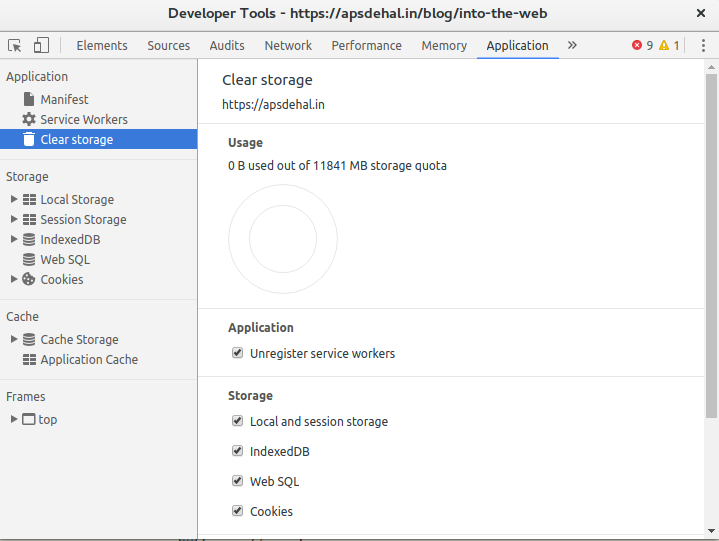 Developer Tools - https://apsdehal.in/blog/into-the-web
Elements Sources Audits Network Performance Memory Application » 9 1
Application
Manifest
Service Workers
Clear storage
Storage
Local Storage
Session Storage
IndexedDB
Web SQL
Cookies
Cache
Cache Storage
Application Cache
Frames
top
Clear storage
https://apsdehal.in
Usage
0 B used out of 11841 MB storage quota
Application
Unregister service workers
Storage
Local and session storage
IndexedDB
Web SQL
Cookies